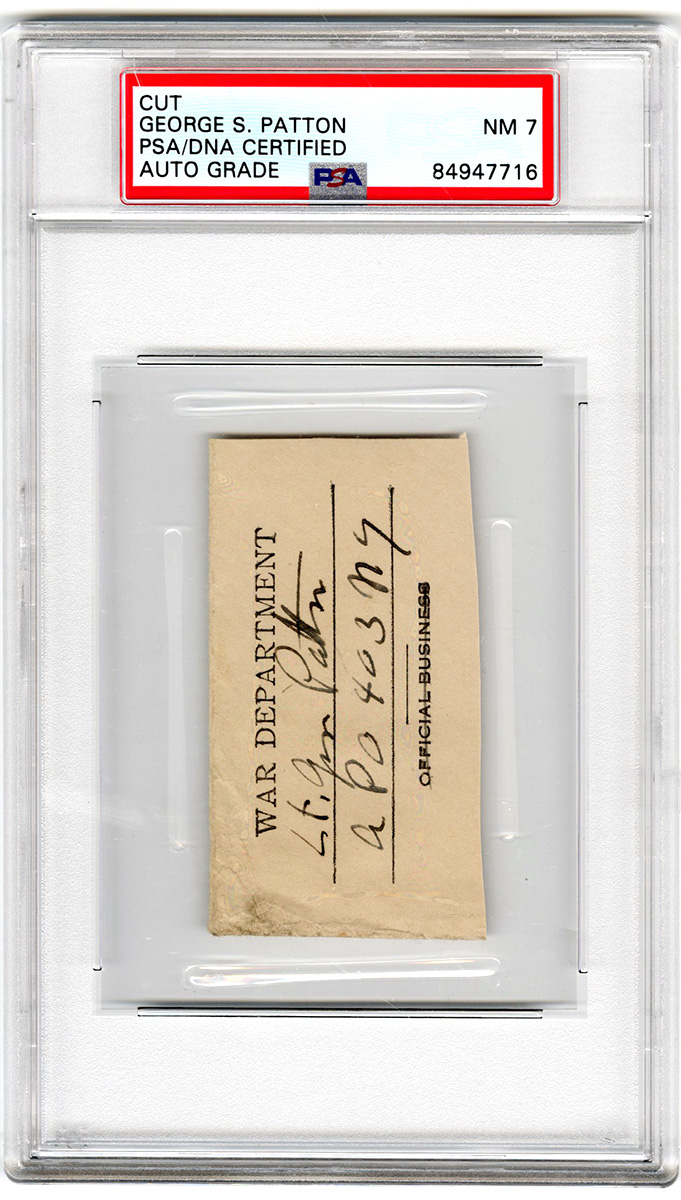 CUT
GEORGE S. PATTON NM 7
PSA/DNA CERTIFIED
AUTO GRADE PSA 84947716
WAR DEPARTMENT
Lt. Gen Patton
APO 403 NY
OFFICIAL BUSINESS